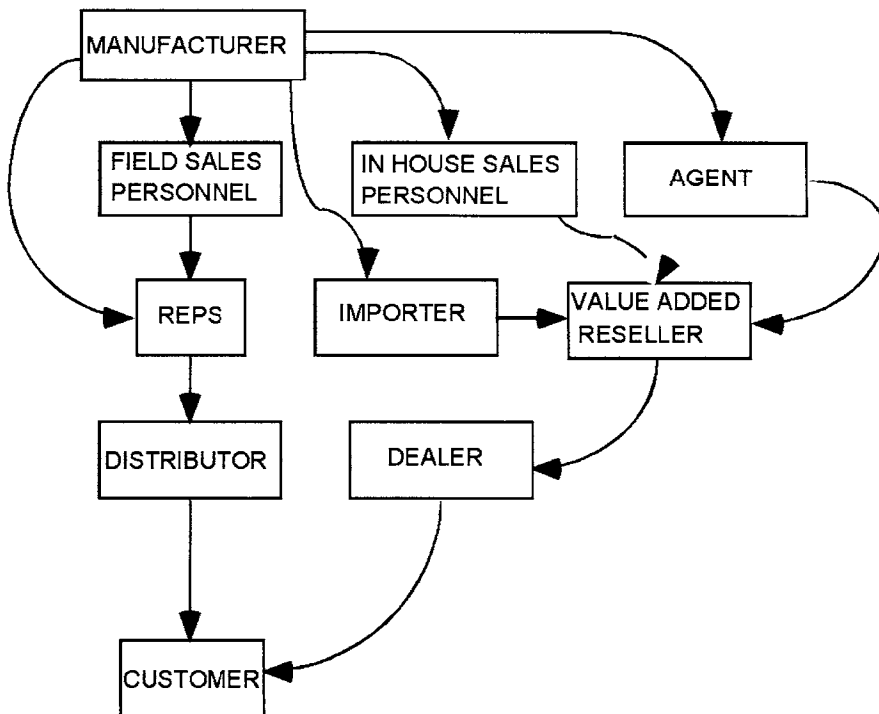 MANUFACTURER
FIELD SALES
PERSONNEL
IN HOUSE SALES
PERSONNEL
AGENT
REPS
IMPORTER
VALUE ADDED
RESELLER
DISTRIBUTOR
DEALER
CUSTOMER